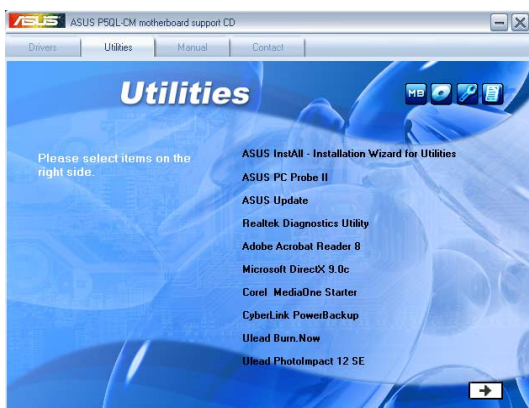 ASUS ASUS P5QL-CM motherboard support CD
Drivers Utilities Manual Contact
Utilities
MB
Please select items on the
right side.
ASUS InstAll - Installation Wizard for Utilities
ASUS PC Probe II
ASUS Update
Realtek Diagnostics Utility
Adobe Acrobat Reader 8
Microsoft DirectX 9.0c
Corel MediaOne Starter
CyberLink PowerBackup
Ulead Burn.Now
Ulead PhotoImpact 12 SE